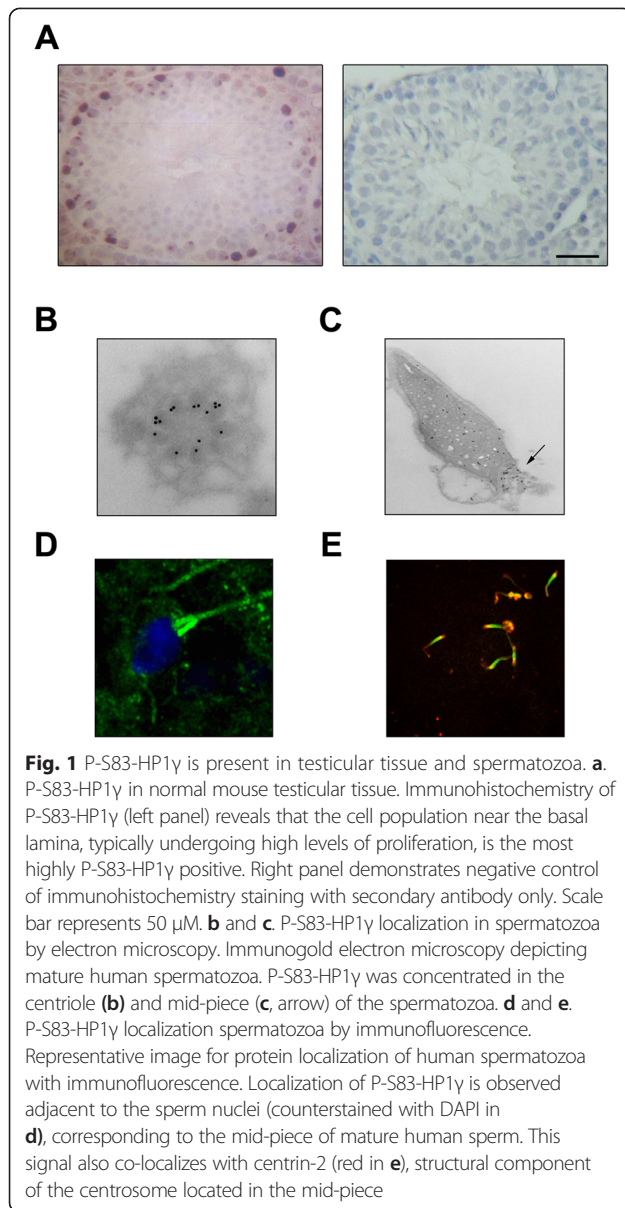 A
B
C
D
E
Fig. 1 P-S83-HP1γ is present in testicular tissue and spermatozoa. a.
P-S83-HP1γ in normal mouse testicular tissue. Immunohistochemistry of
P-S83-HP1γ (left panel) reveals that the cell population near the basal
lamina, typically undergoing high levels of proliferation, is the most
highly P-S83-HP1γ positive. Right panel demonstrates negative control
of immunohistochemistry staining with secondary antibody only. Scale
bar represents 50 μM. b and c. P-S83-HP1γ localization in spermatozoa
by electron microscopy. Immunogold electron microscopy depicting
mature human spermatozoa. P-S83-HP1γ was concentrated in the
centriole (b) and mid-piece (c, arrow) of the spermatozoa. d and e.
P-S83-HP1γ localization spermatozoa by immunofluorescence.
Representative image for protein localization of human spermatozoa
with immunofluorescence. Localization of P-S83-HP1γ is observed
adjacent to the sperm nuclei (counterstained with DAPI in
d), corresponding to the mid-piece of mature human sperm. This
signal also co-localizes with centrin-2 (red in e), structural component
of the centrosome located in the mid-piece